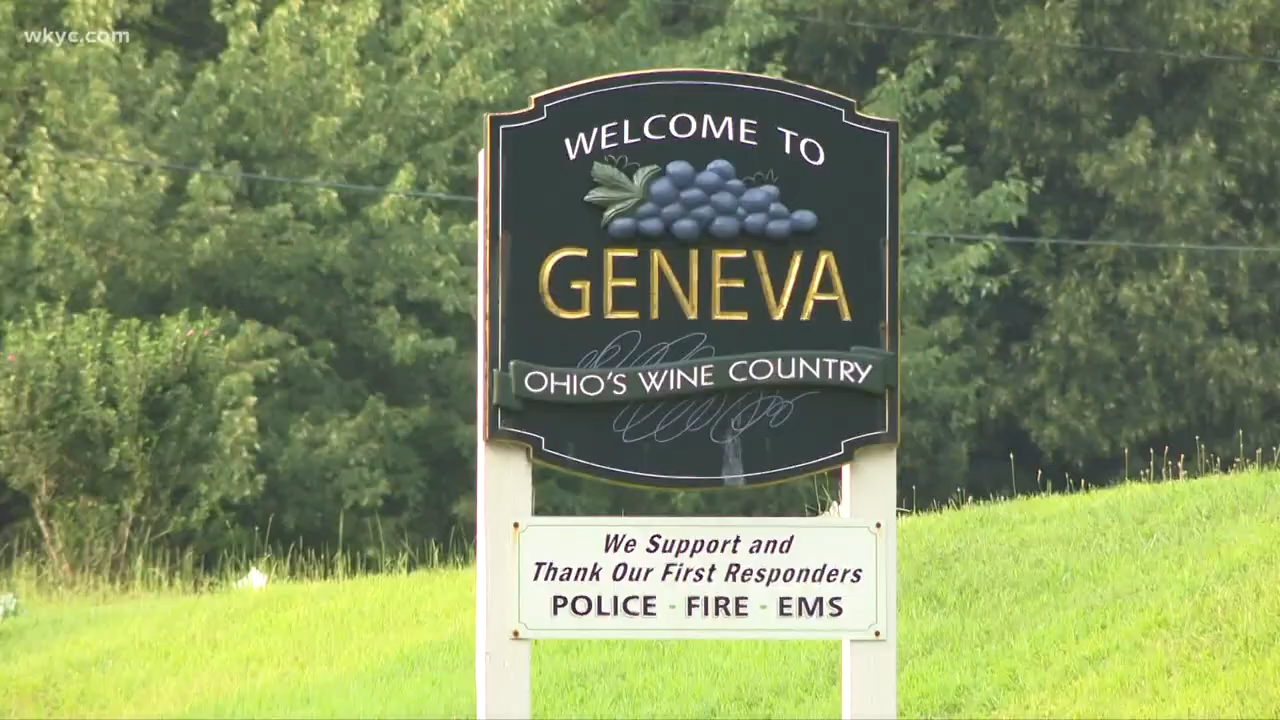 wkyc.com
WELCOME TO
GENEVA
OHIO'S WINE COUNTRY
We Support and
Thank Our First Responders
POLICE - FIRE - EMS